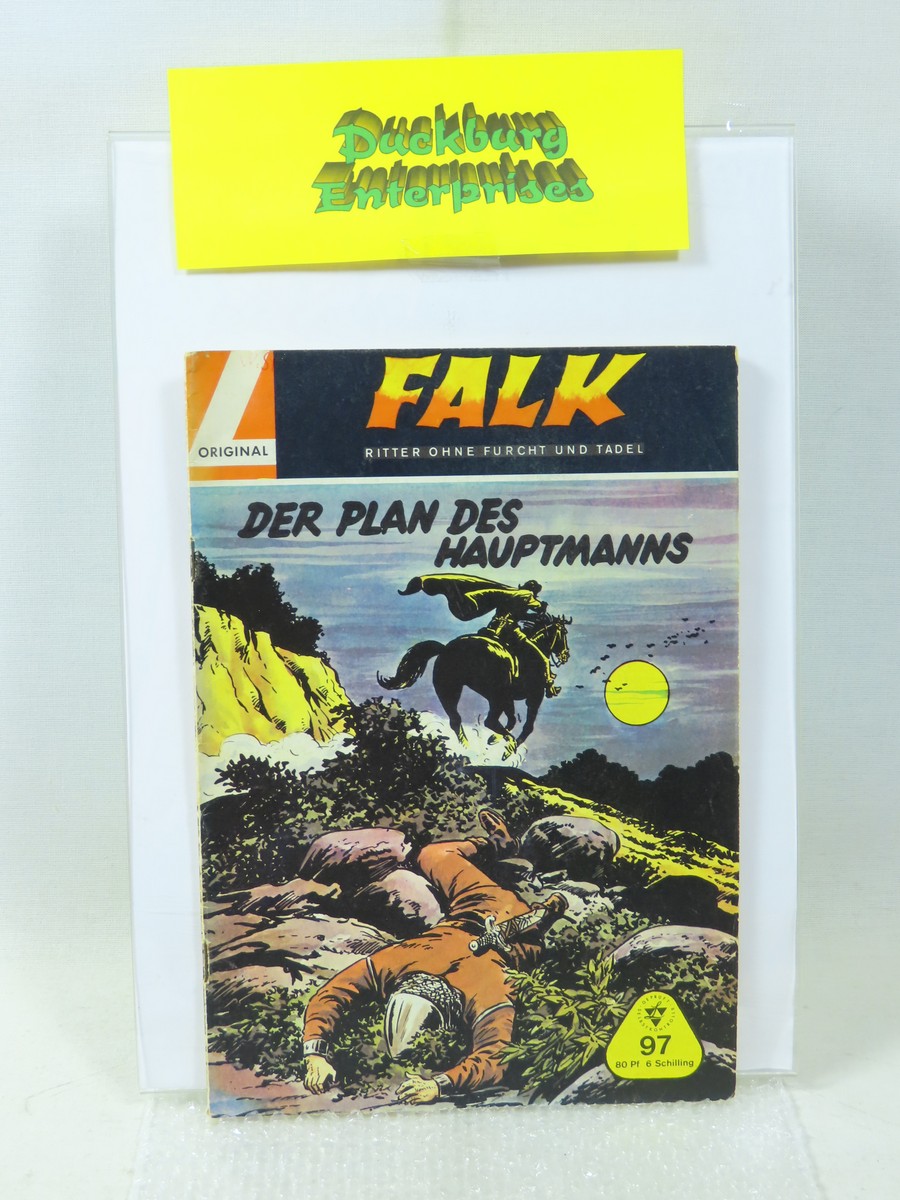 Duckburg
Enterprises
FALK
ORIGINAL
RITTER OHNE FURCHT UND TADEL
DER PLAN DES
HAUPTMANNS
97
80 Pf 6 Schilling